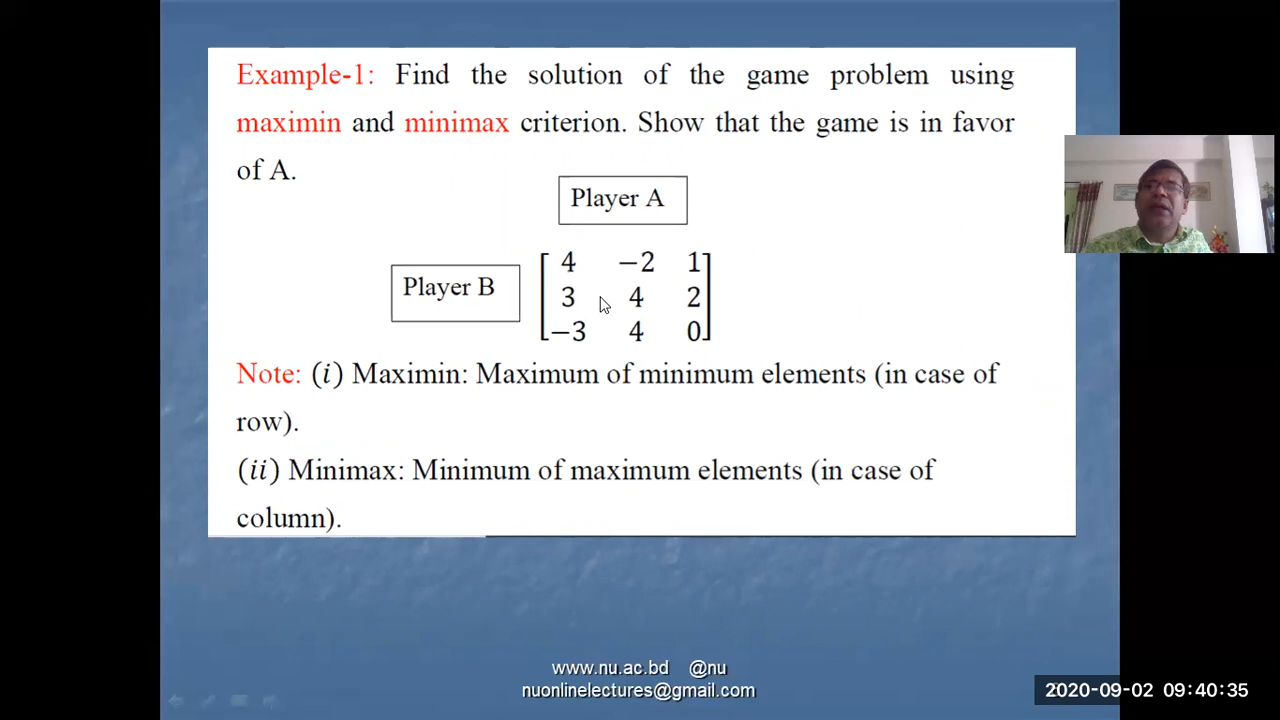 Example-1: Find the solution of the game problem using
maximin and minimax criterion. Show that the game is in favor
of A.
Player A
Player B
4 −2 1
3 4 2
−3 4 0
Note: (i) Maximin: Maximum of minimum elements (in case of
row).
(ii) Minimax: Minimum of maximum elements (in case of
column).
www.nu.ac.bd @nu
nuonlinelectures@gmail.com
2020-09-02 09:40:35